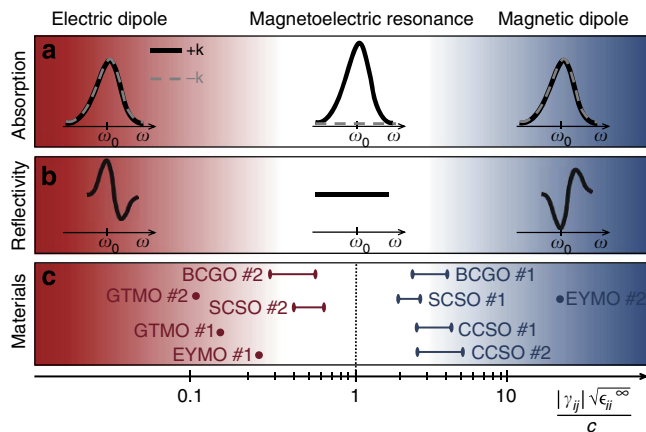 Electric dipole Magnetoelectric resonance Magnetic dipole
a +k
-k
Absorption
ω₀ ω ω₀ ω ω₀ ω
b
Reflectivity
ω₀ ω ω₀ ω ω₀ ω
c
Materials
BCGO #2 BCGO #1
GTMO #2 SCSO #2 SCSO #1 EYMO #2
GTMO #1 CCSO #1
EYMO #1 CCSO #2
0.1 1 10
|γᵢⱼ| √εᵢᵢ^∞
c